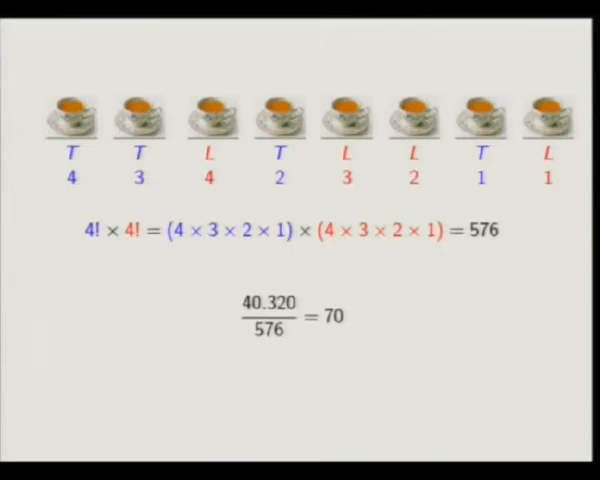 T T L T L L T L
4 3 4 2 3 2 1 1
4! × 4! = (4 × 3 × 2 × 1) × (4 × 3 × 2 × 1) = 576
40.320
576
= 70